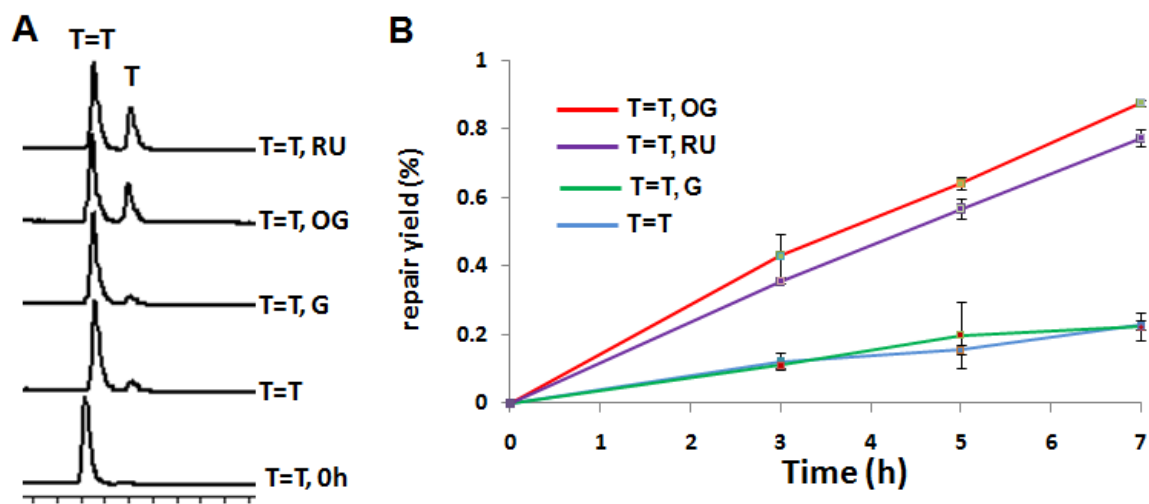 A
T=T
T
T=T, RU
T=T, OG
T=T, G
T=T
T=T, 0h
B
repair yield (%)
1
0.8
0.6
0.4
0.2
0
T=T, OG
T=T, RU
T=T, G
T=T
0 1 2 3 4 5 6 7
Time (h)